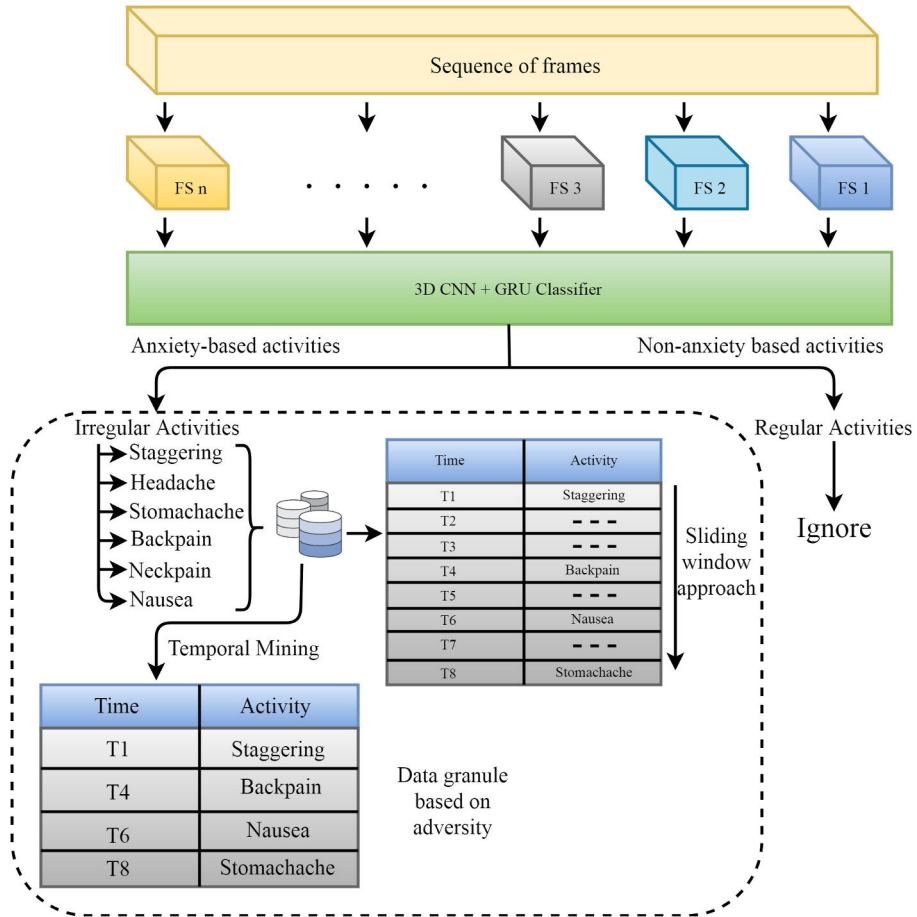 Sequence of frames
FS n
. . . . .
FS 3
FS 2
FS 1
3D CNN + GRU Classifier
Anxiety-based activities
Non-anxiety based activities
Irregular Activities
Staggering
Headache
Stomachache
Backpain
Neckpain
Nausea
Regular Activities
Ignore
Time Activity
T1 Staggering
T2 - - -
T3 - - -
T4 Backpain
T5 - - -
T6 Nausea
T7 - - -
T8 Stomachache
Sliding
window
approach
Temporal Mining
Time Activity
T1 Staggering
T4 Backpain
T6 Nausea
T8 Stomachache
Data granule
based on
adversity